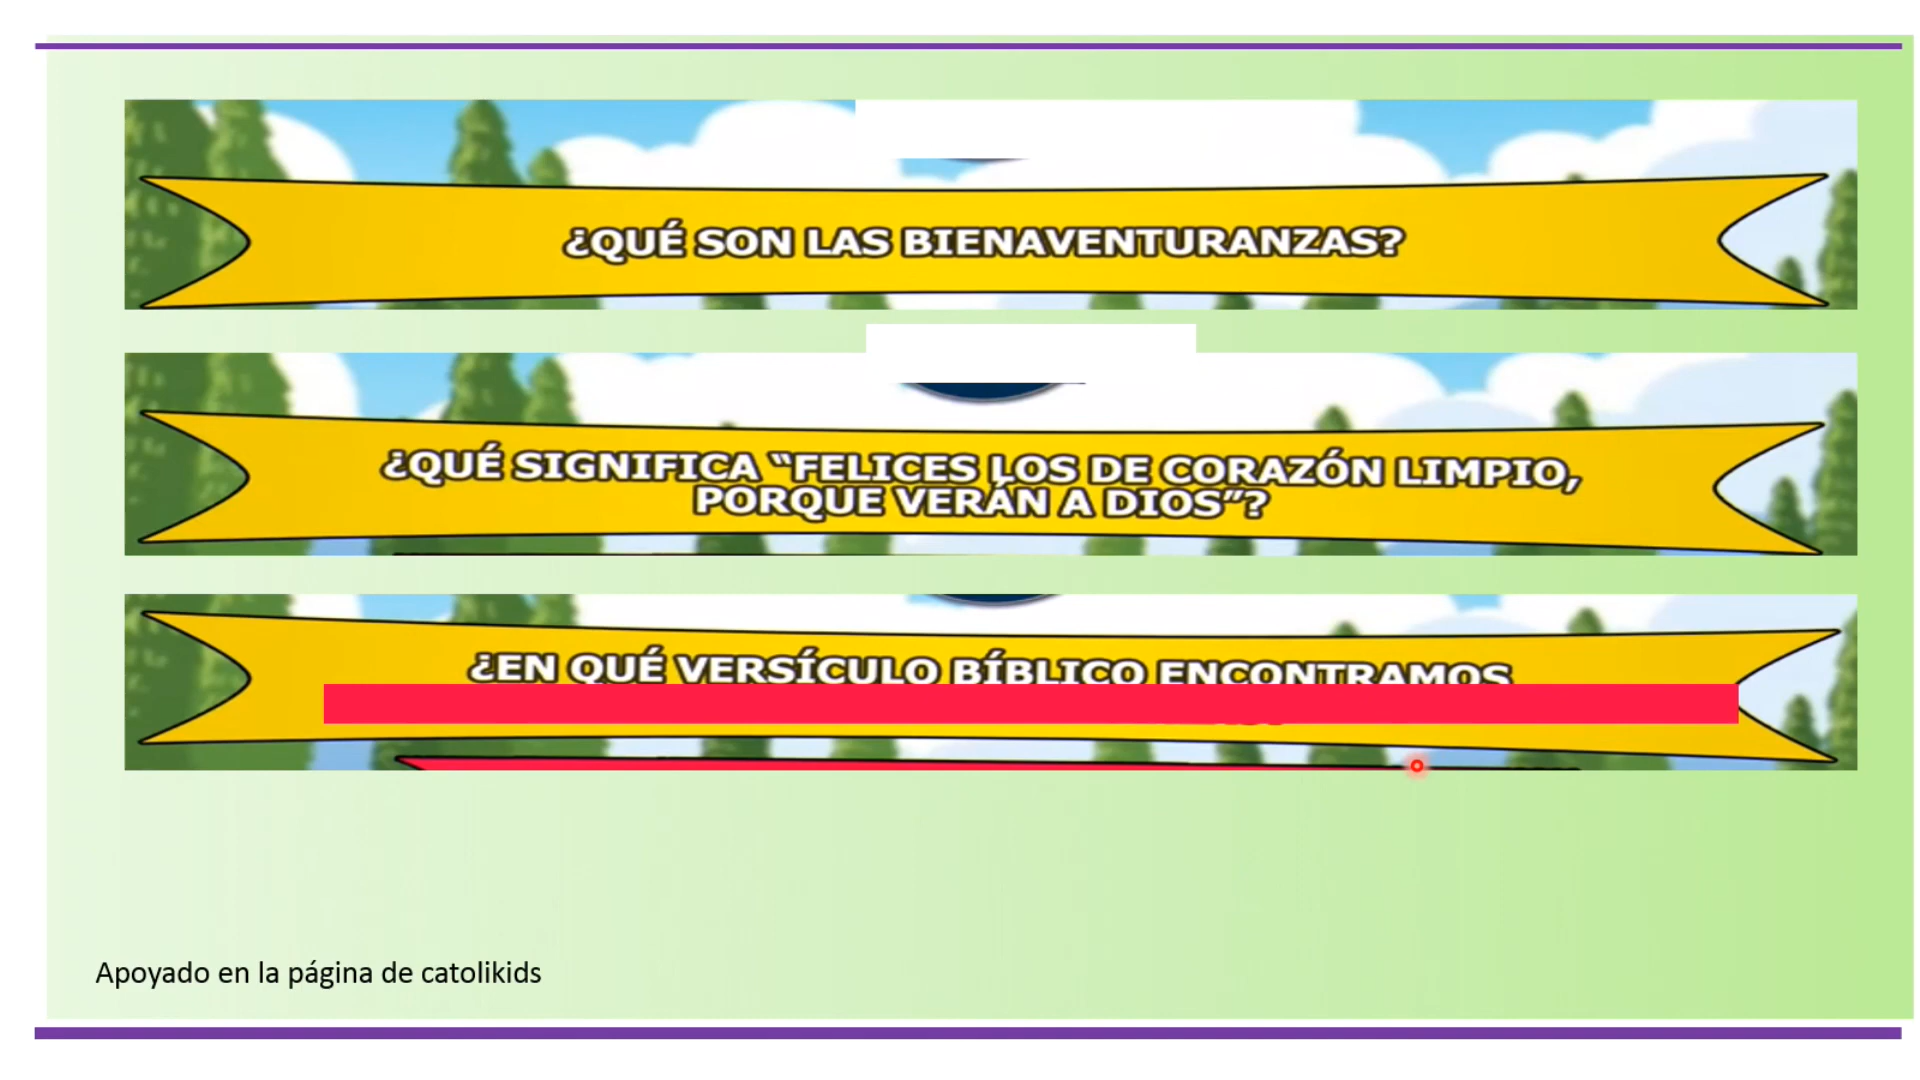 ¿QUÉ SON LAS BIENAVENTURANZAS?
¿QUÉ SIGNIFICA “FELICES LOS DE CORAZÓN LIMPIO,
PORQUE VERÁN A DIOS”?
¿EN QUÉ VERSÍCULO BÍBLICO ENCONTRAMOS
Apoyado en la página de catolikids